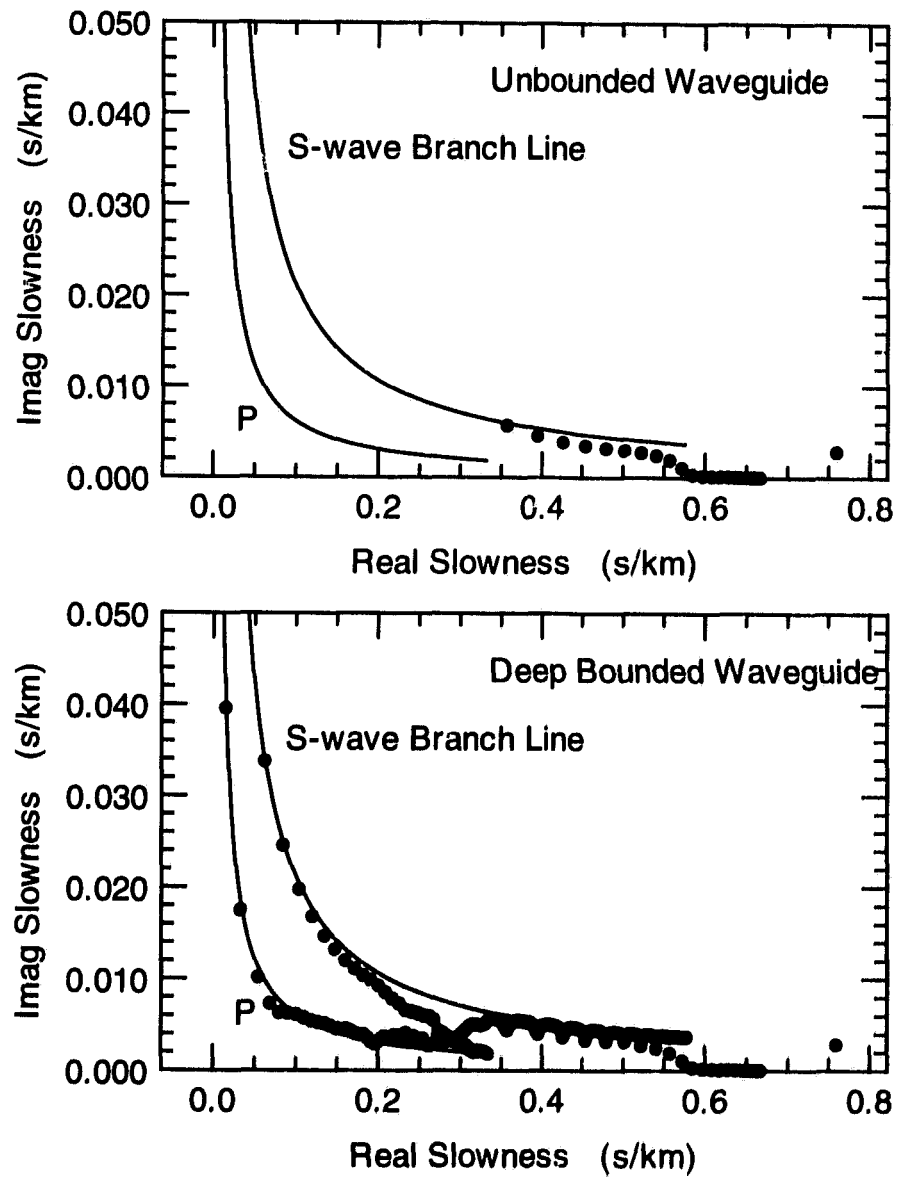 0.050
Unbounded Waveguide
0.040
S-wave Branch Line
0.030
0.020
0.010
P
0.000
0.0 0.2 0.4 0.6 0.8
Imag Slowness (s/km)
Real Slowness (s/km)
0.050
Deep Bounded Waveguide
0.040
S-wave Branch Line
0.030
0.020
0.010
P
0.000
0.0 0.2 0.4 0.6 0.8
Imag Slowness (s/km)
Real Slowness (s/km)